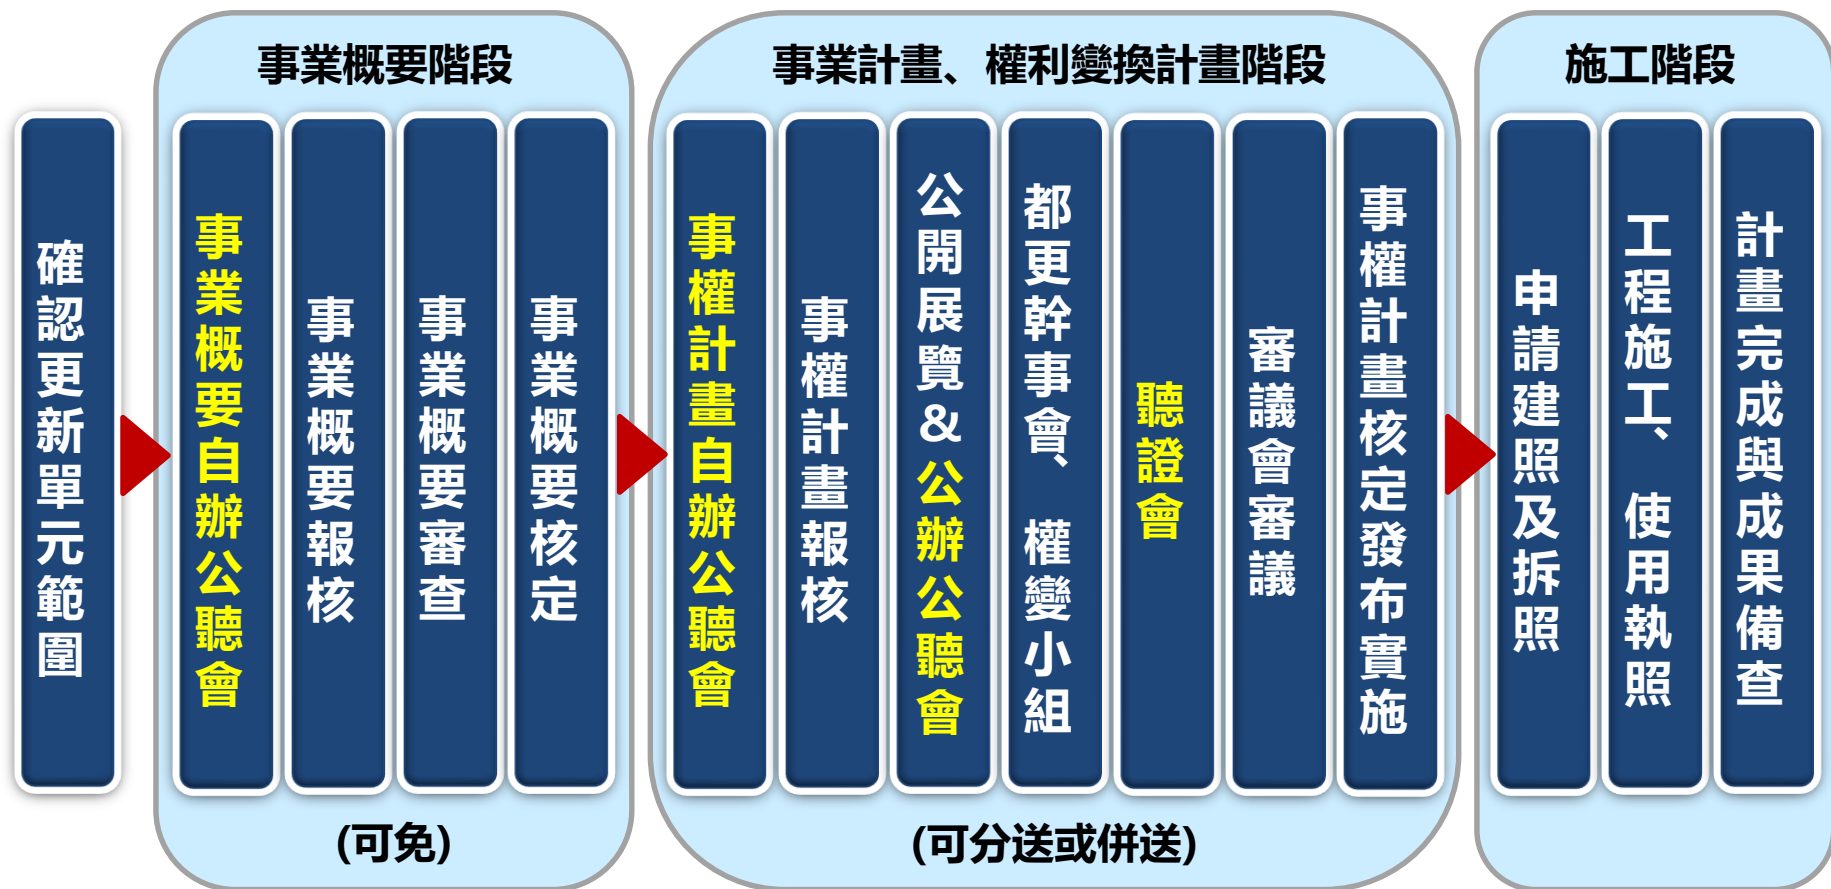 確認更新單元範圍
事業概要階段
事業概要自辦公聽會
事業概要報核
事業概要審查
事業概要核定
(可免)
事業計畫、權利變換計畫階段
事權計畫自辦公聽會
事權計畫報核
公開展覽&公辦公聽會
都更幹事會、權變小組
聽證會
審議會審議
事權計畫核定發布實施
(可分送或併送)
施工階段
申請建照及拆照
工程施工、使用執照
計畫完成與成果備查